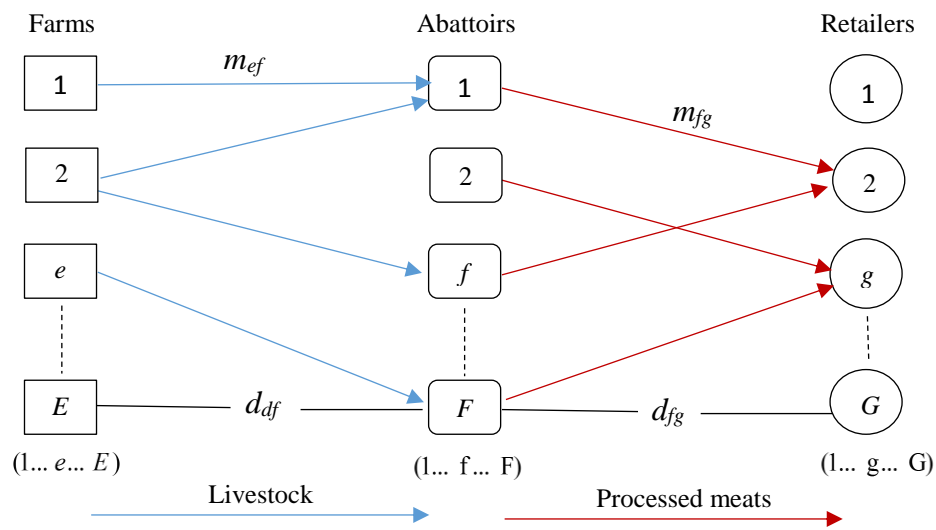 Farms Abattoirs Retailers
1 m_ef 1 1
m_fg
2 2 2
e f g
E d_df F d_fg G
(1... e... E) (1... f... F) (1... g... G)
Livestock Processed meats